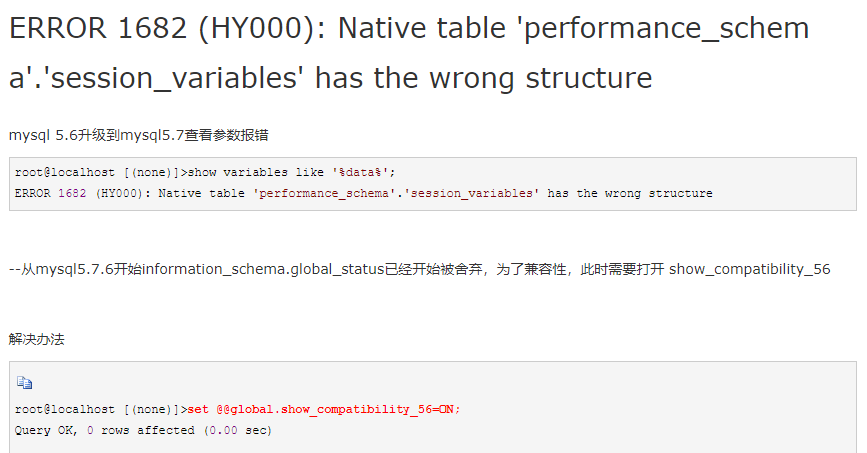 ERROR 1682 (HY000): Native table 'performance_schem
a'.'session_variables' has the wrong structure
mysql 5.6升级到mysql5.7查看参数报错
root@localhost [(none)]>show variables like '%data%';
ERROR 1682 (HY000): Native table 'performance_schema'.'session_variables' has the wrong structure
--从mysql5.7.6开始information_schema.global_status已经开始被舍弃，为了兼容性，此时需要打开 show_compatibility_56
解决办法
root@localhost [(none)]>set @@global.show_compatibility_56=ON;
Query OK, 0 rows affected (0.00 sec)